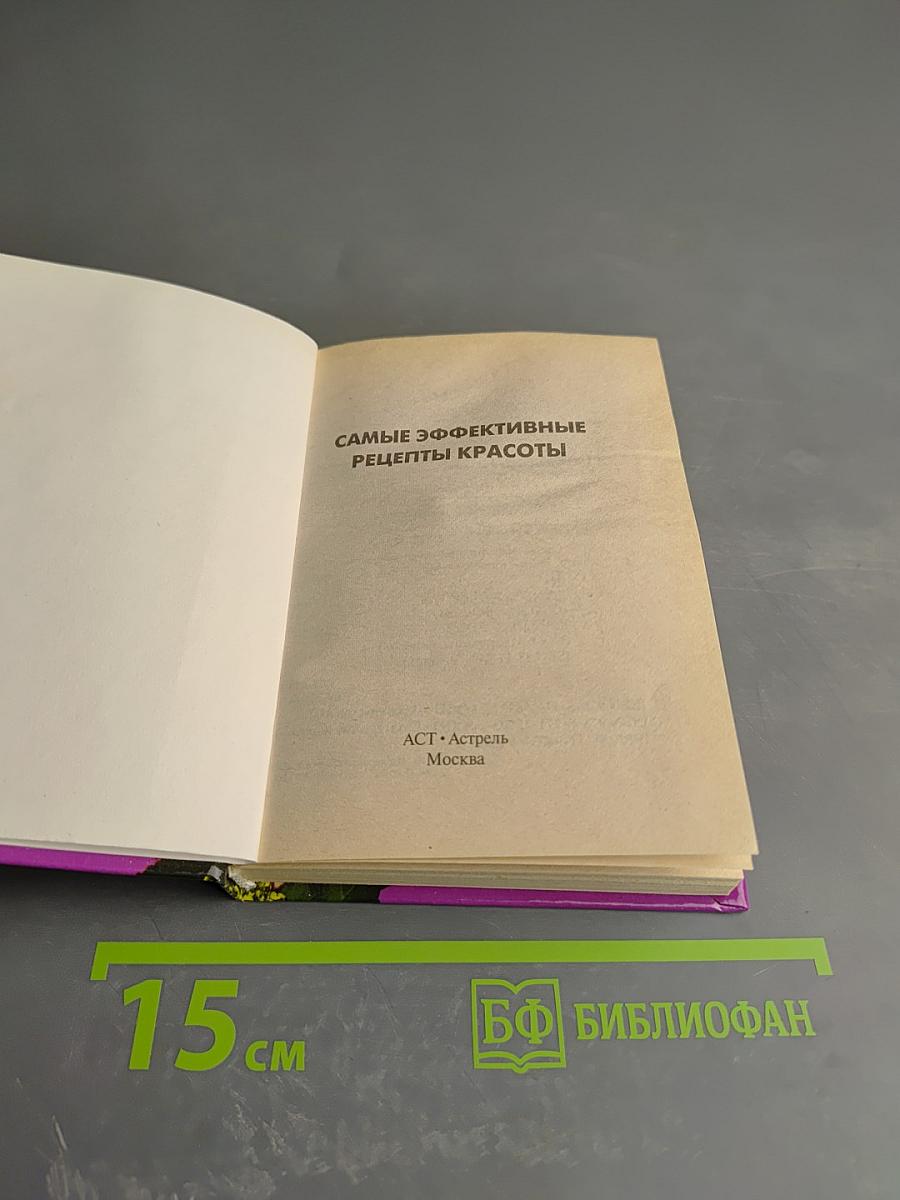 САМЫЕ ЭФФЕКТИВНЫЕ
РЕЦЕПТЫ КРАСОТЫ
АСТ • Астрель
Москва
15 см
БФ БИБЛИОФАН